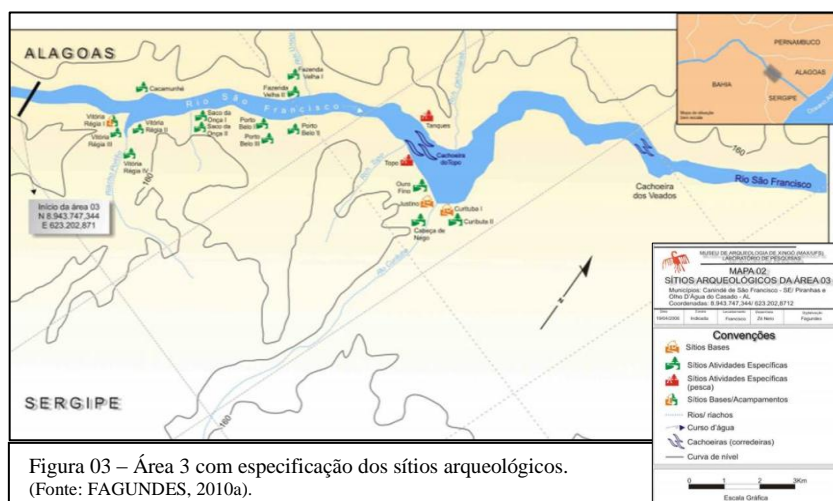 ALAGOAS
PERNAMBUCO
ALAGOAS
BAHIA
SERGIPE
Cacamunhé
Fazenda
Velha I
Fazenda
Velha II
Rio São Francisco
Vitória
Régia I
Vitória
Régia II
Vitória
Régia III
Vitória
Régia IV
160
Saco da
Onça I
Saco da
Onça II
Porto
Belo I
Porto
Belo II
Porto
Belo III
Tanques
Cachoeira
do Topo
Topo
Ouro
Fino
Justino
Curituba I
Curituba II
Cabeça de
Nego
160
Cachoeira
dos Veados
Rio São Francisco
Início da área 03
N 8.943.747,344
E 623.202,871
SERGIPE
160
MUSEU DE ARQUEOLOGIA DE XINGÓ (MAX/UFS)
LABORATÓRIO DE PESQUISAS
MAPA 02
SÍTIOS ARQUEOLÓGICOS DA ÁREA 03
Municípios: Canindé de São Francisco - SE/ Piranhas e
Olho D'Água do Casado - AL
Coordenadas: 8.943.747,344/ 623.202,8712
Indicada
Francisco
Zé Neto
Fagundes
Convenções
Sítios Bases
Sítios Atividades Específicas
Sítios Atividades Específicas
(pesca)
Sítios Bases/Acampamentos
Rios/ riachos
Curso d'água
Cachoeiras (corredeiras)
Curva de nível
0 1 2 3Km
Escala Gráfica
Figura 03 – Área 3 com especificação dos sítios arqueológicos.
(Fonte: FAGUNDES, 2010a).